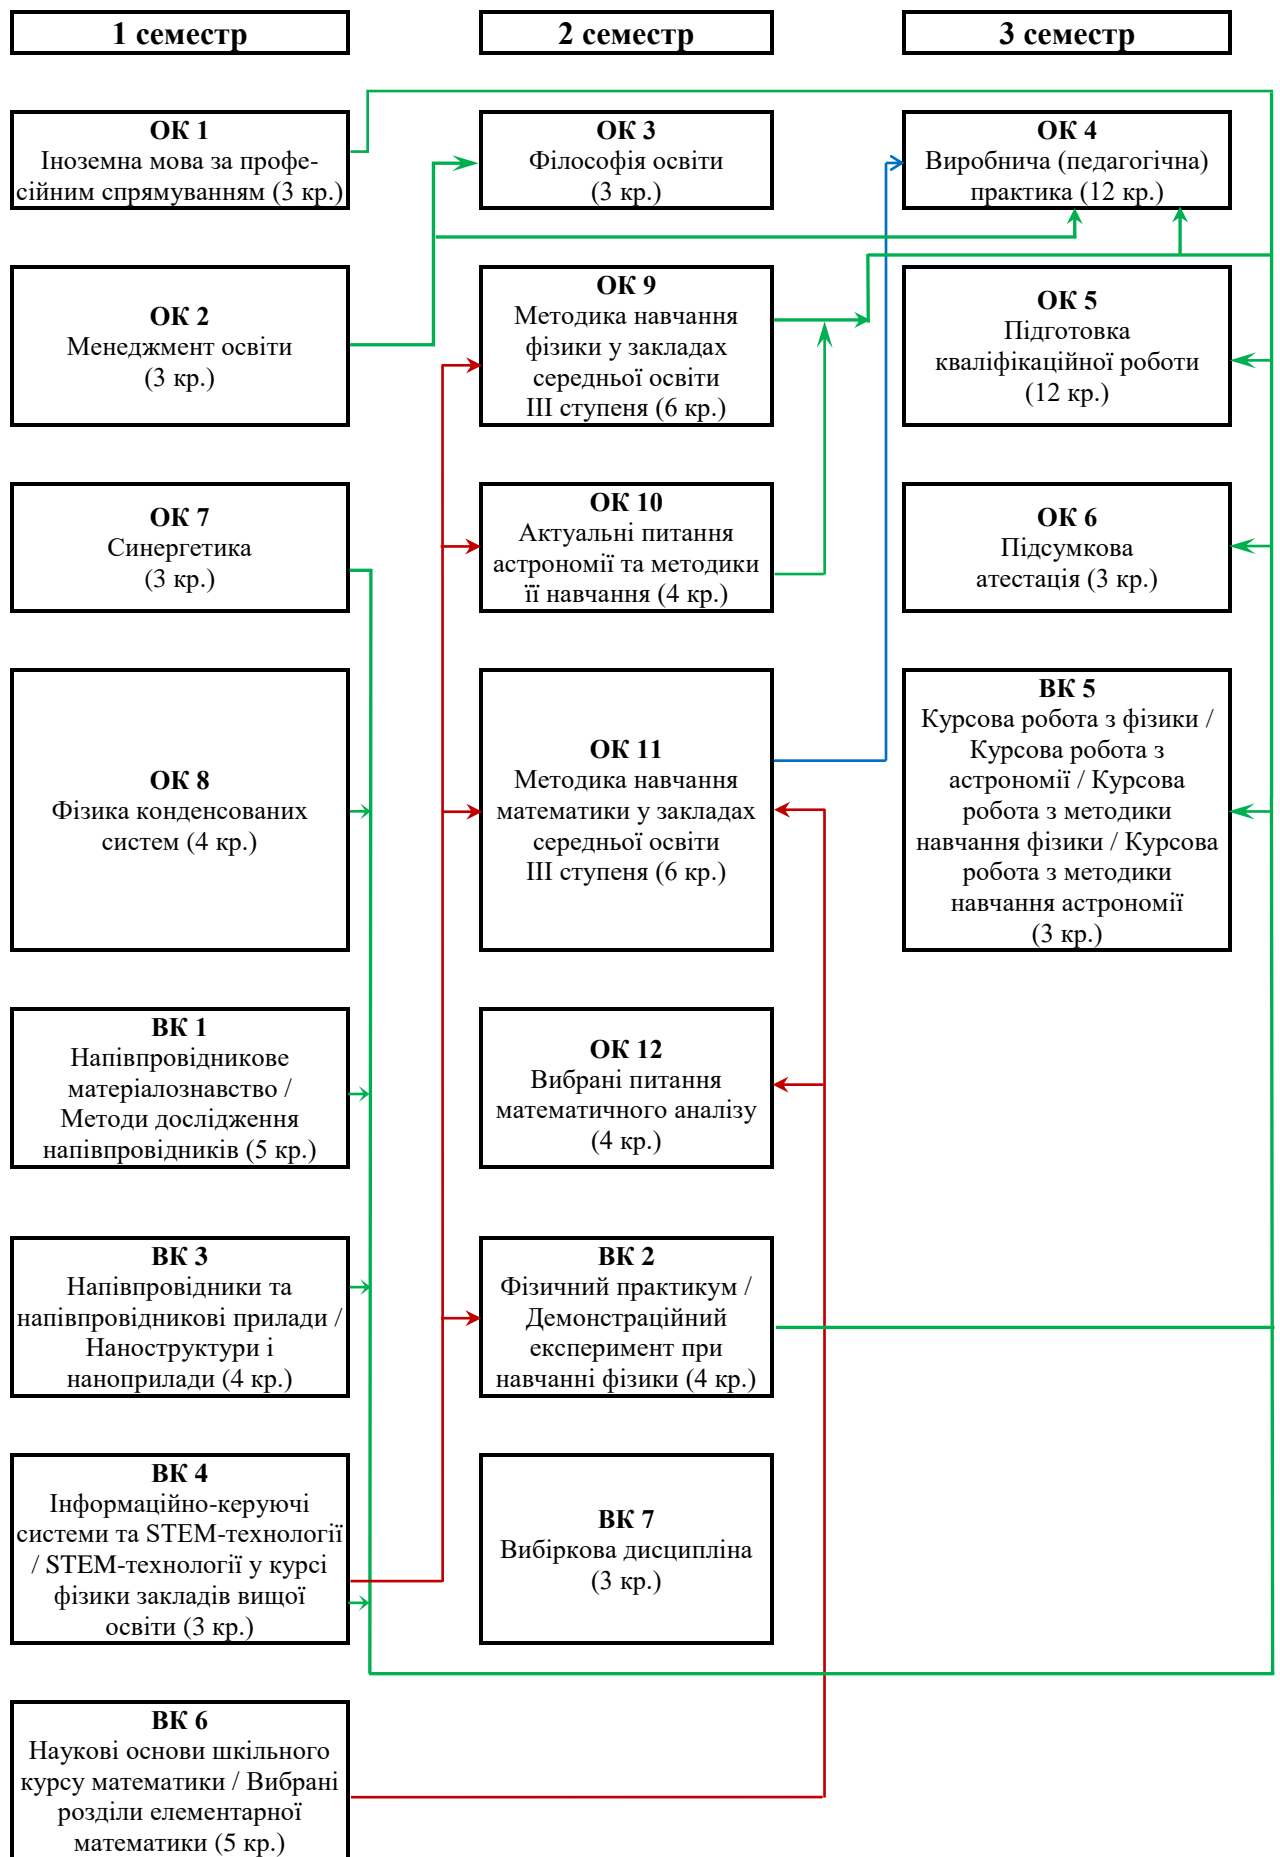 1 семестр
2 семестр
3 семестр
ОК 1
Іноземна мова за профе-
сійним спрямуванням (3 кр.)
ОК 3
Філософія освіти
(3 кр.)
ОК 4
Виробнича (педагогічна)
практика (12 кр.)
ОК 2
Менеджмент освіти
(3 кр.)
ОК 9
Методика навчання
фізики у закладах
середньої освіти
ІІІ ступеня (6 кр.)
ОК 5
Підготовка
кваліфікаційної роботи
(12 кр.)
ОК 7
Синергетика
(3 кр.)
ОК 10
Актуальні питання
астрономії та методики
її навчання (4 кр.)
ОК 6
Підсумкова
атестація (3 кр.)
ОК 8
Фізика конденсованих
систем (4 кр.)
ОК 11
Методика навчання
математики у закладах
середньої освіти
ІІІ ступеня (6 кр.)
ВК 5
Курсова робота з фізики /
Курсова робота з
астрономії / Курсова
робота з методики
навчання фізики / Курсова
робота з методики
навчання астрономії
(3 кр.)
ВК 1
Напівпровідникове
матеріалознавство /
Методи дослідження
напівпровідників (5 кр.)
ОК 12
Вибрані питання
математичного аналізу
(4 кр.)
ВК 3
Напівпровідники та
напівпровідникові прилади /
Наноструктури і
наноприлади (4 кр.)
ВК 2
Фізичний практикум /
Демонстраційний
експеримент при
навчанні фізики (4 кр.)
ВК 4
Інформаційно-керуючі
системи та STEM-технології
/ STEM-технології у курсі
фізики закладів вищої
освіти (3 кр.)
ВК 7
Вибіркова дисципліна
(3 кр.)
ВК 6
Наукові основи шкільного
курсу математики / Вибрані
розділи елементарної
математики (5 кр.)